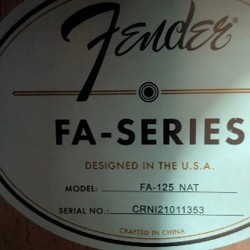 Fender®
FA-SERIES
DESIGNED IN THE U.S.A.
MODEL: FA-125 NAT
SERIAL NO.- CRNI21011353
CRAFTED IN CHINA